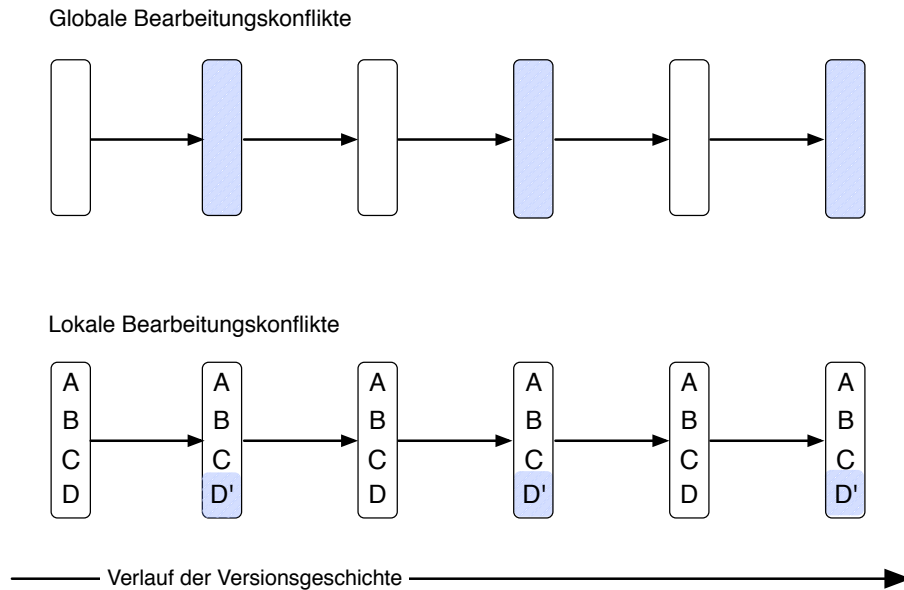 Globale Bearbeitungskonflikte
Lokale Bearbeitungskonflikte
A A A A A A
B B B B B B
C C C C C C
D D' D D' D D'
Verlauf der Versionsgeschichte